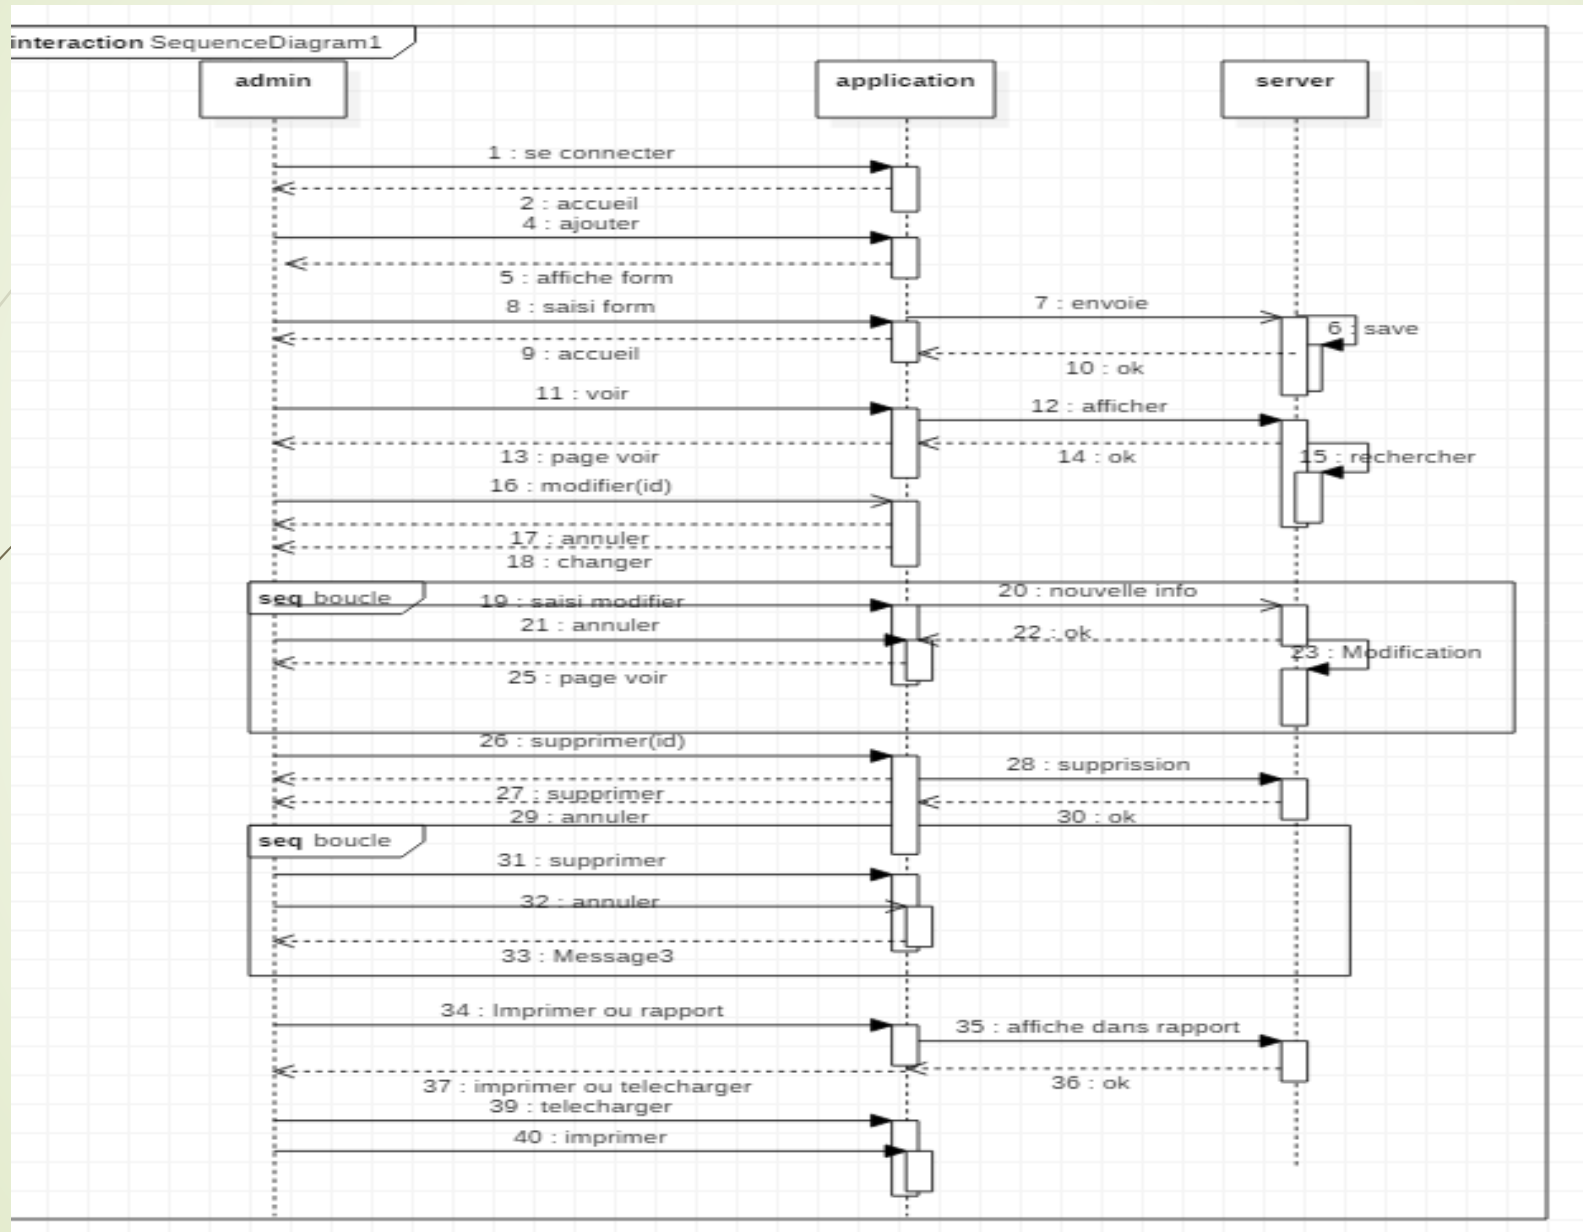 interaction SequenceDiagram1
admin
application
server
1 : se connecter
2 : accueil
4 : ajouter
5 : affiche form
8 : saisi form
7 : envoie
6 : save
9 : accueil
10 : ok
11 : voir
12 : afficher
13 : page voir
14 : ok
15 : rechercher
16 : modifier(id)
17 : annuler
18 : changer
seq boucle
19 : saisi modifier
20 : nouvelle info
21 : annuler
22 : ok
23 : Modification
25 : page voir
26 : supprimer(id)
28 : supprission
27 : supprimer
29 : annuler
30 : ok
seq boucle
31 : supprimer
32 : annuler
33 : Message3
34 : Imprimer ou rapport
35 : affiche dans rapport
36 : ok
37 : imprimer ou telecharger
39 : telecharger
40 : imprimer